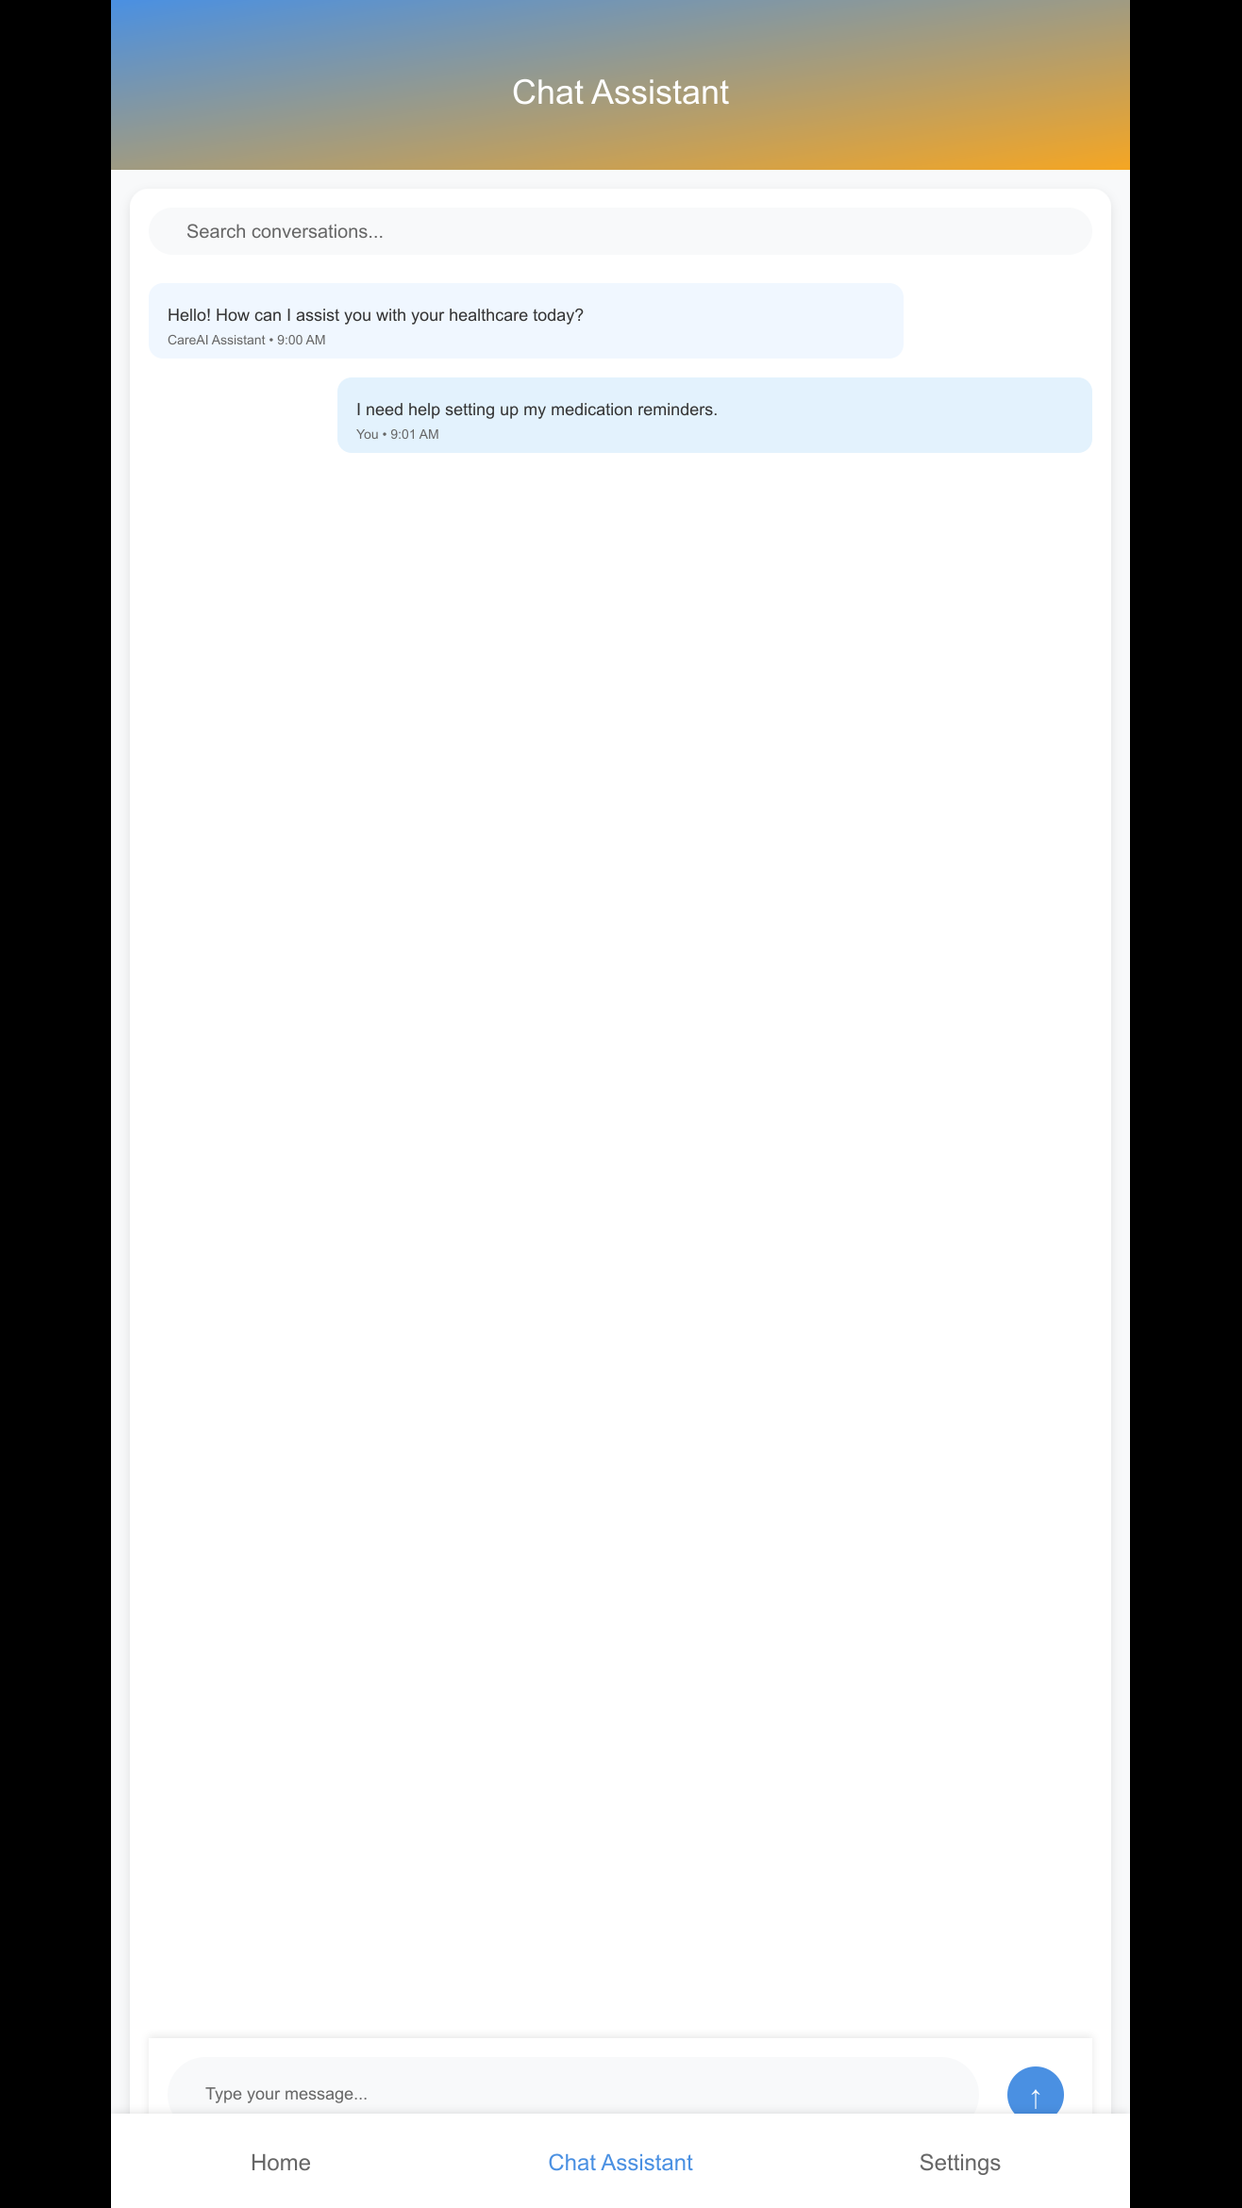 Chat Assistant
Search conversations...
Hello! How can I assist you with your healthcare today?
CareAI Assistant • 9:00 AM
I need help setting up my medication reminders.
You • 9:01 AM
Type your message...
↑
Home
Chat Assistant
Settings